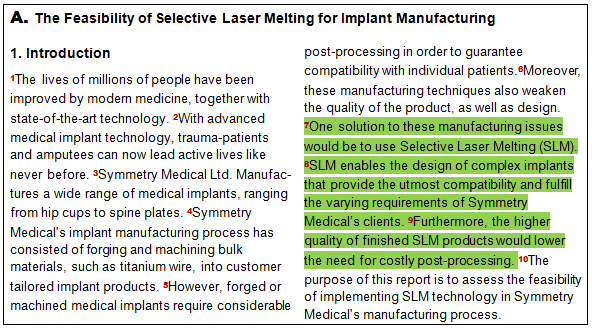 A. The Feasibility of Selective Laser Melting for Implant Manufacturing
1. Introduction
1The lives of millions of people have been
improved by modern medicine, together with
state-of-the-art technology. 2With advanced
medical implant technology, trauma-patients
and amputees can now lead active lives like
never before. 3Symmetry Medical Ltd. Manufac-
tures a wide range of medical implants, ranging
from hip cups to spine plates. 4Symmetry
Medical's implant manufacturing process has
consisted of forging and machining bulk
materials, such as titanium wire, into customer
tailored implant products. 5However, forged or
machined medical implants require considerable
post-processing in order to guarantee
compatibility with individual patients.6Moreover,
these manufacturing techniques also weaken
the quality of the product, as well as design.
7One solution to these manufacturing issues
would be to use Selective Laser Melting (SLM).
8SLM enables the design of complex implants
that provide the utmost compatibility and fulfill
the varying requirements of Symmetry
Medical's clients. 9Furthermore, the higher
quality of finished SLM products would lower
the need for costly post-processing. 10The
purpose of this report is to assess the feasibility
of implementing SLM technology in Symmetry
Medical's manufacturing process.